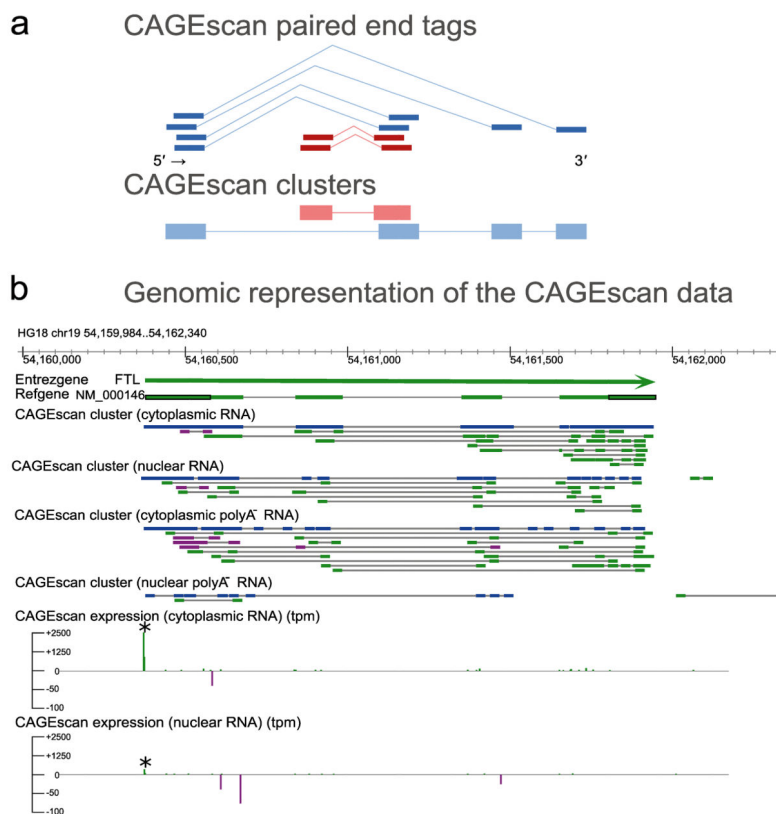 a
CAGEscan paired end tags
5′ → 3′
CAGEscan clusters
b
Genomic representation of the CAGEscan data
HG18 chr19 54,159,984..54,162,340
54,160,000 54,160,500 54,161,000 54,161,500 54,162,000
Entrezgene FTL
Refgene NM_000146
CAGEscan cluster (cytoplasmic RNA)
CAGEscan cluster (nuclear RNA)
CAGEscan cluster (cytoplasmic polyA⁻ RNA)
CAGEscan cluster (nuclear polyA⁻ RNA)
CAGEscan expression (cytoplasmic RNA) (tpm)
+2500
*
+1250
0
-50
-100
CAGEscan expression (nuclear RNA) (tpm)
+2500
*
+1250
0
-50
-100